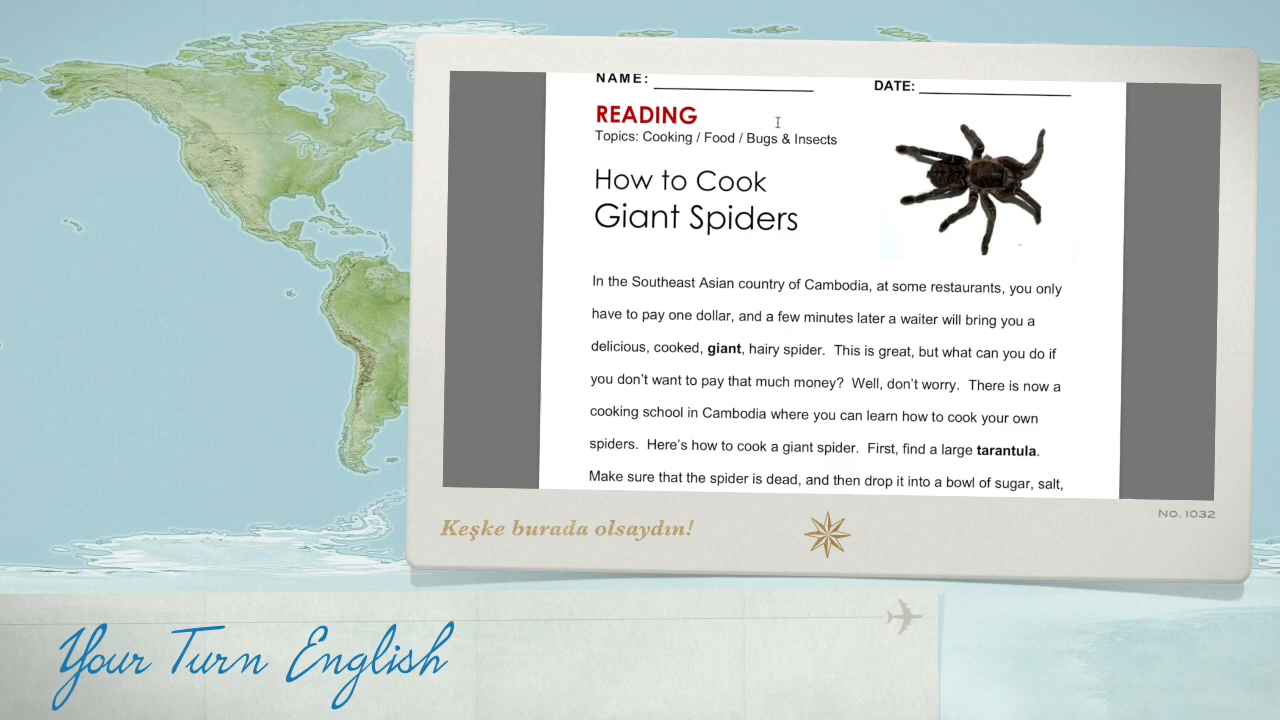 NAME:
DATE:
READING
Topics: Cooking / Food / Bugs & Insects
How to Cook
Giant Spiders
In the Southeast Asian country of Cambodia, at some restaurants, you only
have to pay one dollar, and a few minutes later a waiter will bring you a
delicious, cooked, giant, hairy spider. This is great, but what can you do if
you don't want to pay that much money? Well, don't worry. There is now a
cooking school in Cambodia where you can learn how to cook your own
spiders. Here's how to cook a giant spider. First, find a large tarantula.
Make sure that the spider is dead, and then drop it into a bowl of sugar, salt,
No. 1032
Keşke burada olsaydın!
Your Turn English